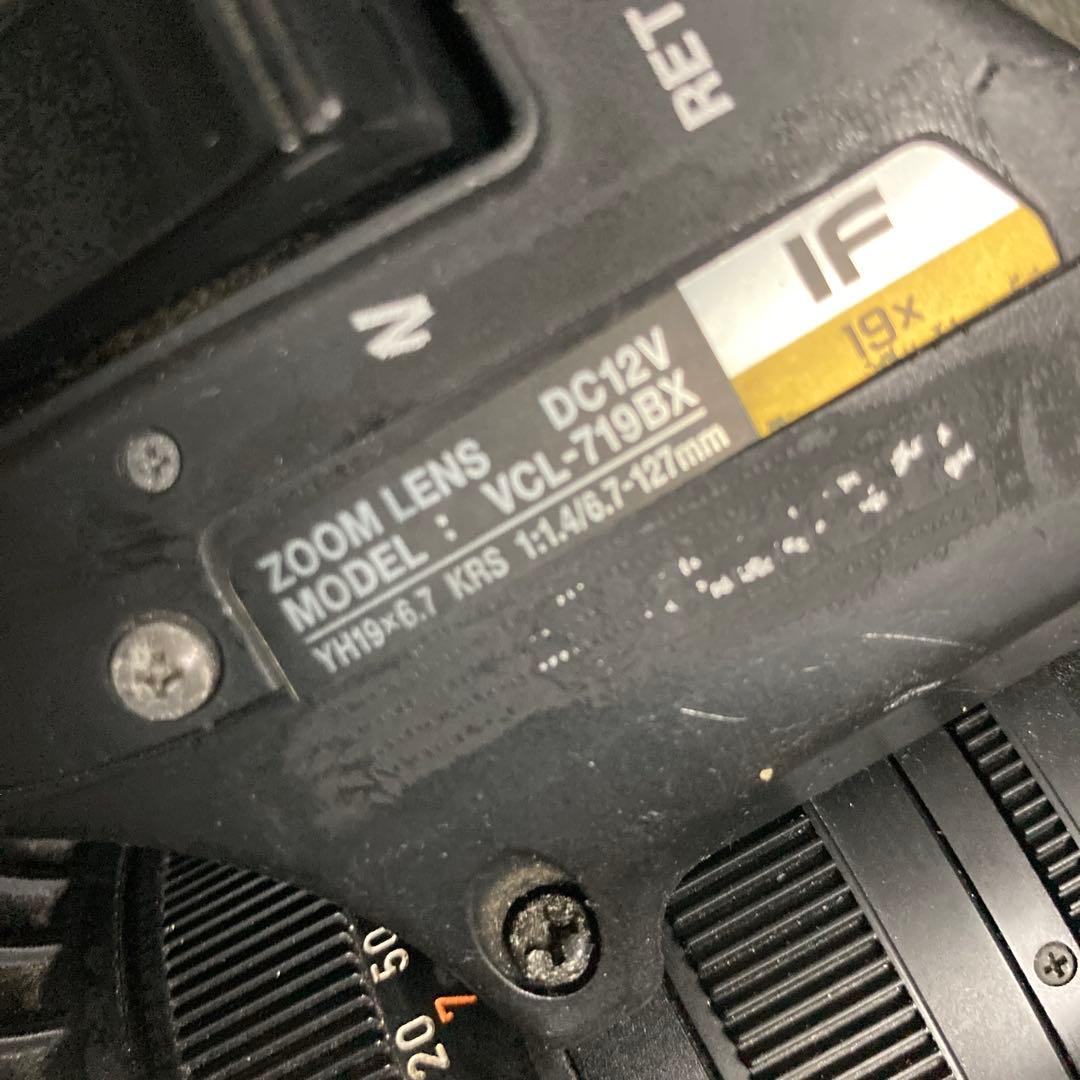 RET
IF
19x
N
ZOOM LENS DC12V
MODEL : VCL-719BX
YH19×6.7 KRS 1:1.4/6.7-127mm
50
20
7